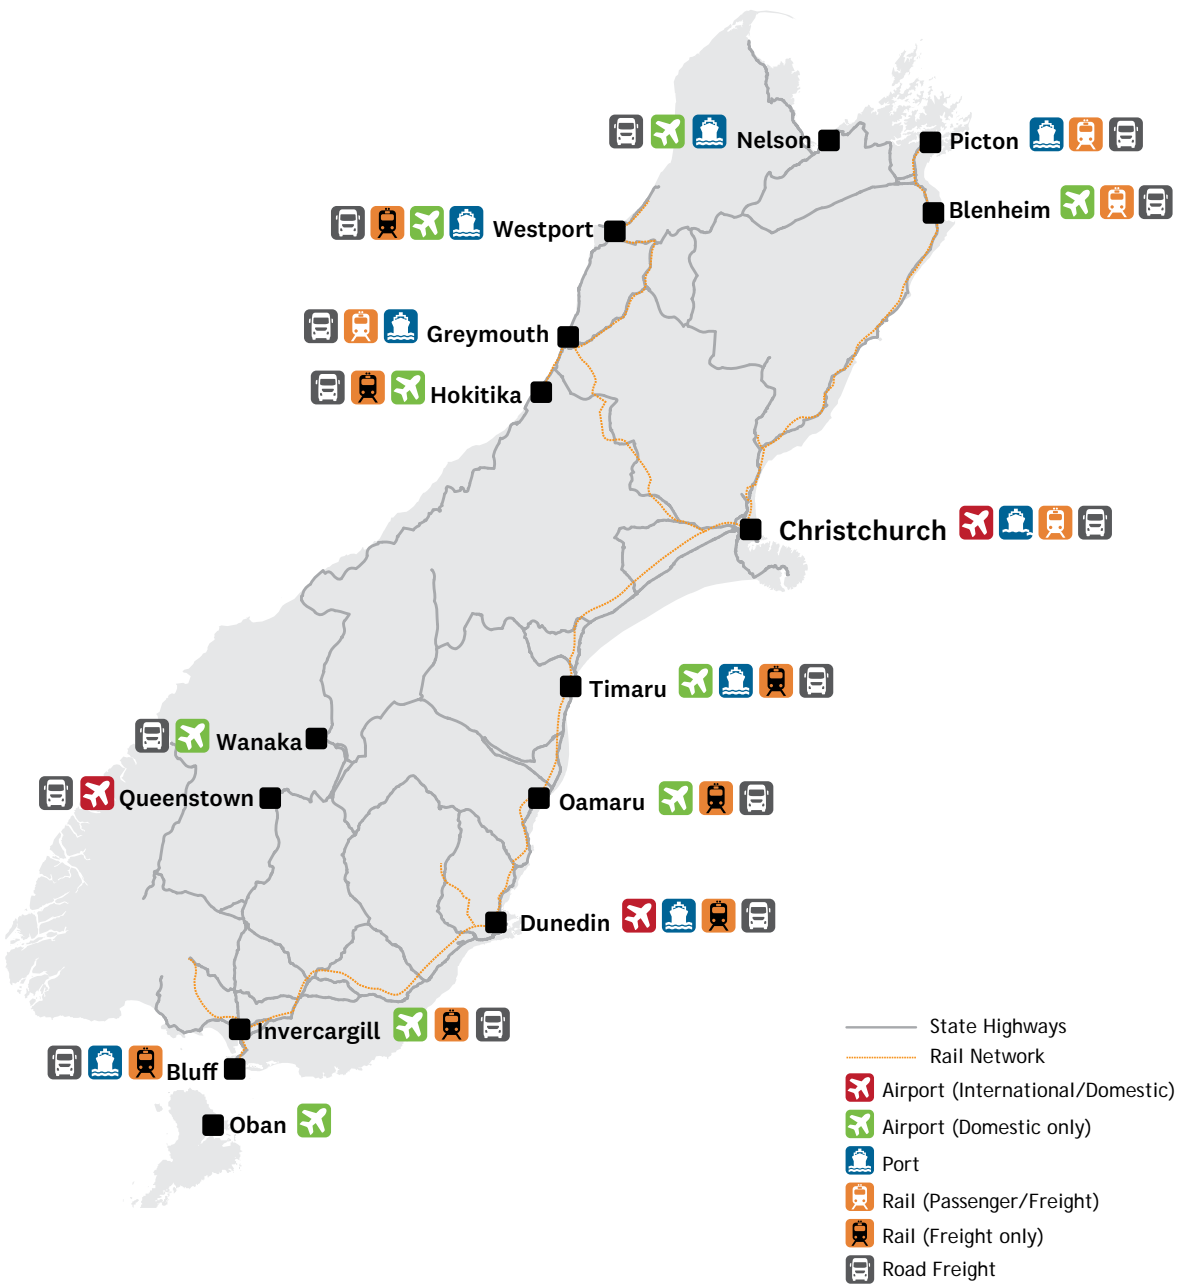 Nelson
Picton
Blenheim
Westport
Greymouth
Hokitika
Christchurch
Timaru
Wanaka
Queenstown
Oamaru
Dunedin
Invercargill
Bluff
Oban
State Highways
Rail Network
Airport (International/Domestic)
Airport (Domestic only)
Port
Rail (Passenger/Freight)
Rail (Freight only)
Road Freight